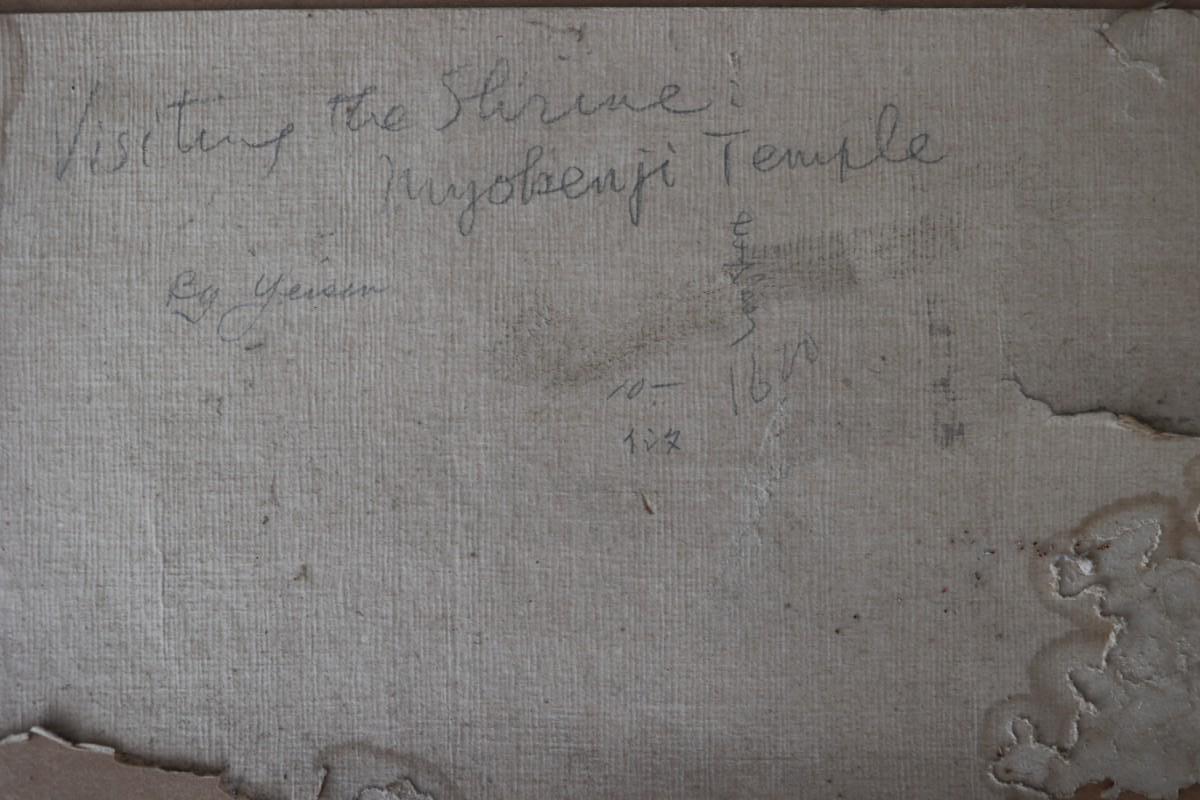 Visiting the Shrine:
Myokenji Temple
By Yeisen
10.-
16